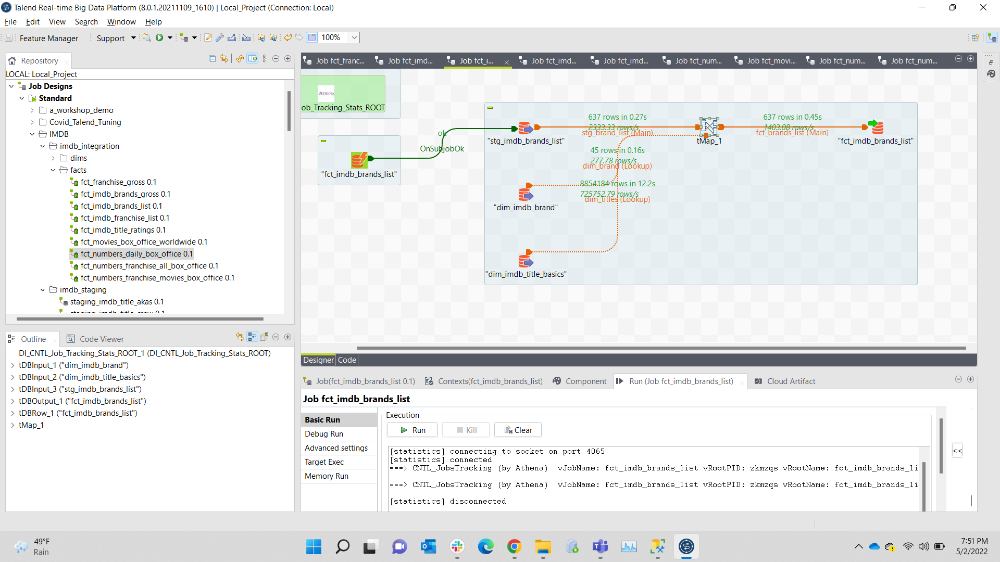 Talend Real-time Big Data Platform (8.0.1.20211109_1610) | Local_Project (Connection: Local)
File Edit View Search Window Help
Feature Manager Support 100%
Repository
LOCAL: Local_Project
Job Designs
Standard
a_workshop_demo
Covid_Talend_Tuning
IMDB
imdb_integration
dims
facts
fct_franchise_gross 0.1
fct_imdb_brands_gross 0.1
fct_imdb_brands_list 0.1
fct_imdb_franchise_list 0.1
fct_imdb_title_ratings 0.1
fct_movies_box_office_worldwide 0.1
fct_numbers_daily_box_office 0.1
fct_numbers_franchise_all_box_office 0.1
fct_numbers_franchise_movies_box_office 0.1
imdb_staging
staging_imdb_title_akas 0.1
staging_imdb_title_crew 0.1
Outline Code Viewer
DI_CNTL_Job_Tracking_Stats_ROOT_1 (DI_CNTL_Job_Tracking_Stats_ROOT)
tDBInput_1 ("dim_imdb_brand")
tDBInput_2 ("dim_imdb_title_basics")
tDBInput_3 ("stg_imdb_brands_list")
tDBOutput_1 ("fct_imdb_brands_list")
tDBRow_1 ("fct_imdb_brands_list")
tMap_1
Job fct_franc... Job fct_imd... Job fct_i... Job fct_imd... Job fct_imd... Job fct_num... Job fct_movi... Job fct_num... Job fct_num...
ATHENA
ob_Tracking_Stats_ROOT
"fct_imdb_brands_list"
ok
OnSubjobOk
637 rows in 0.27s
2333.33 rows/s
stg_brand_list (Main)
"stg_imdb_brands_list"
tMap_1
637 rows in 0.45s
1403.08 rows/s
fct_brands_list (Main)
"fct_imdb_brands_list"
45 rows in 0.16s
277.78 rows/s
dim_brand (Lookup)
8854184 rows in 12.2s
725752.79 rows/s
dim_titles (Lookup)
"dim_imdb_brand"
"dim_imdb_title_basics"
Designer Code
Job(fct_imdb_brands_list 0.1) Contexts(fct_imdb_brands_list) Component Run (Job fct_imdb_brands_list) Cloud Artifact
Job fct_imdb_brands_list
Basic Run
Debug Run
Advanced settings
Target Exec
Memory Run
Execution
Run Kill Clear
[statistics] connecting to socket on port 4065
[statistics] connected
===> CNTL_JobsTracking (by Athena) vJobName: fct_imdb_brands_list vRootPID: zkmzqs vRootName: fct_imdb_brands_li
===> CNTL_JobsTracking (by Athena) vJobName: fct_imdb_brands_list vRootPID: zkmzqs vRootName: fct_imdb_brands_li
[statistics] disconnected
<<
49°F
Rain
7:51 PM
5/2/2022